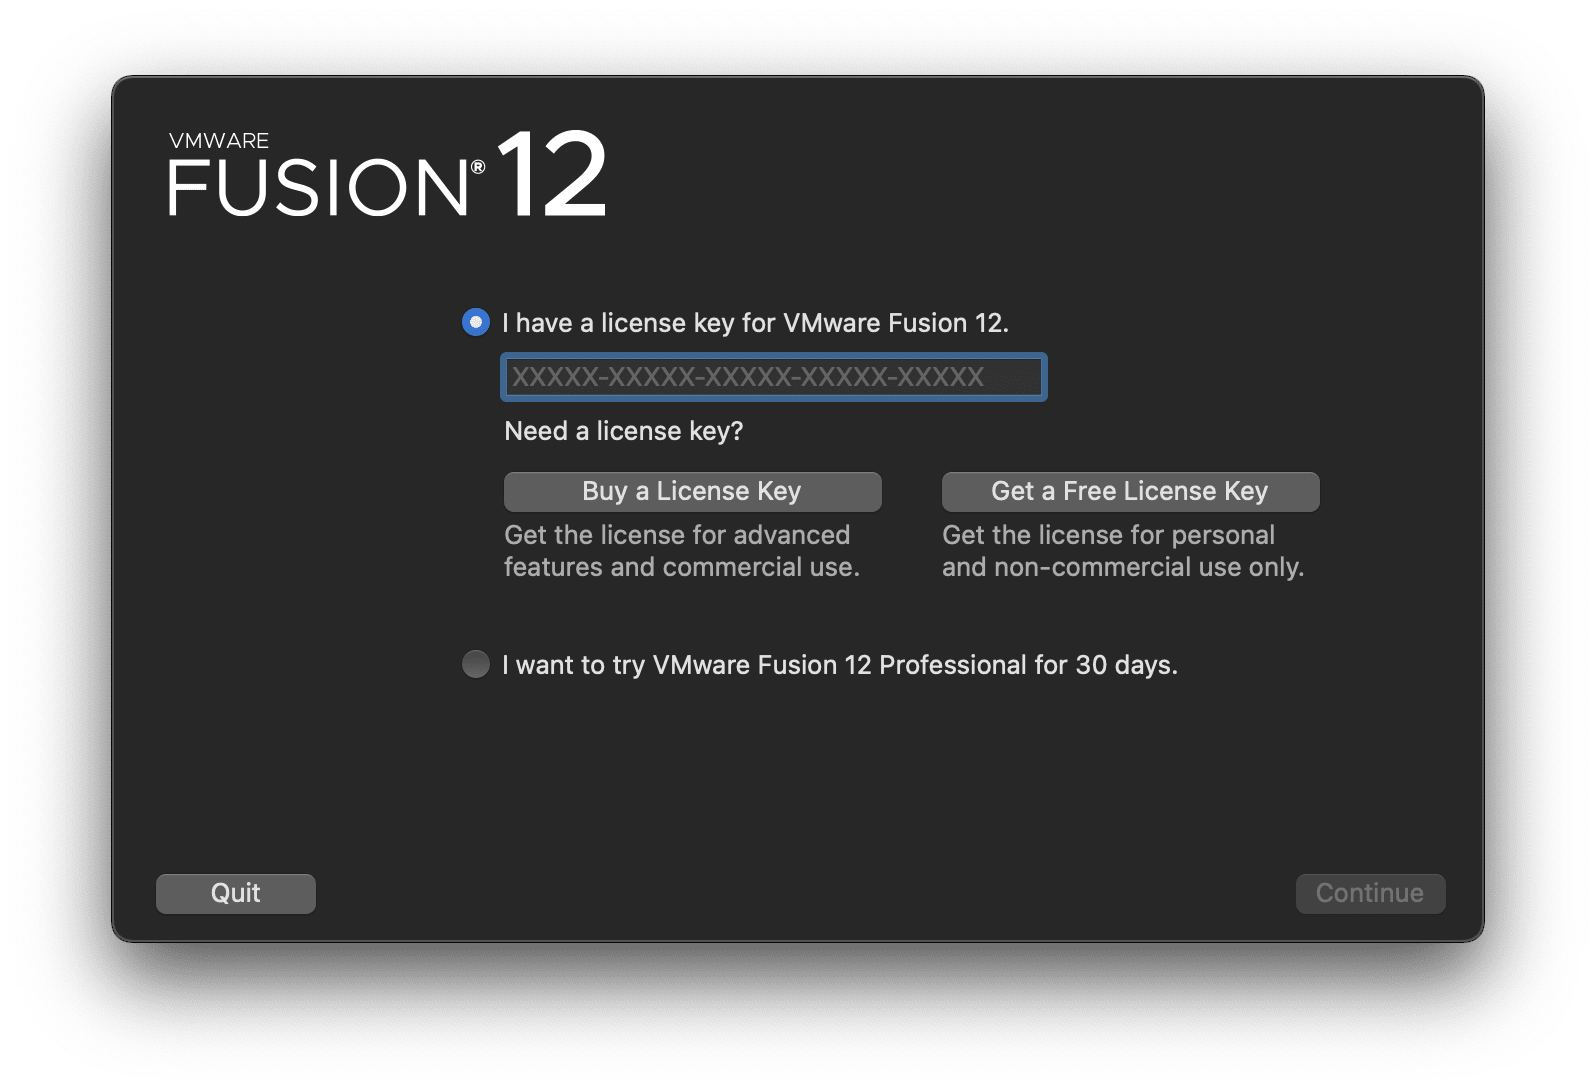 VMWARE
FUSION® 12
I have a license key for VMware Fusion 12.
XXXXX-XXXXX-XXXXX-XXXXX-XXXXX
Need a license key?
Buy a License Key
Get the license for advanced
features and commercial use.
Get a Free License Key
Get the license for personal
and non-commercial use only.
I want to try VMware Fusion 12 Professional for 30 days.
Quit
Continue